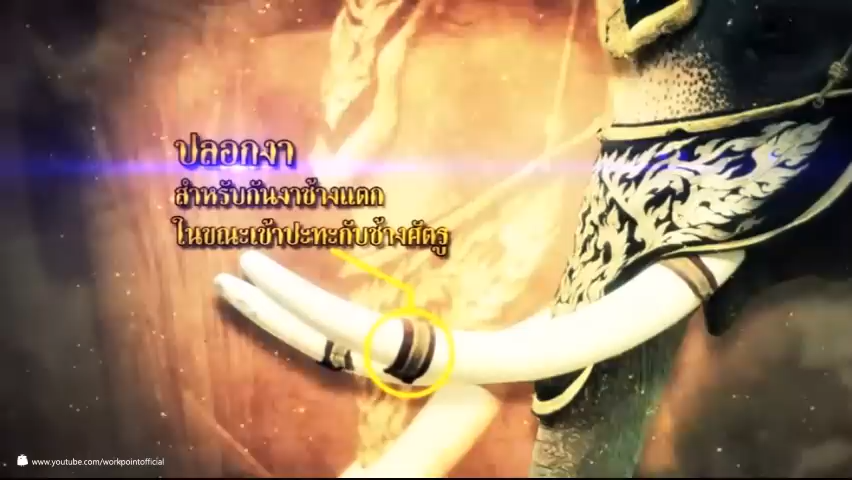 ปลอกงา
สำหรับกันงาช้างแตก
ในขณะเข้าปะทะกับช้างศัตรู
www.youtube.com/workpointofficial